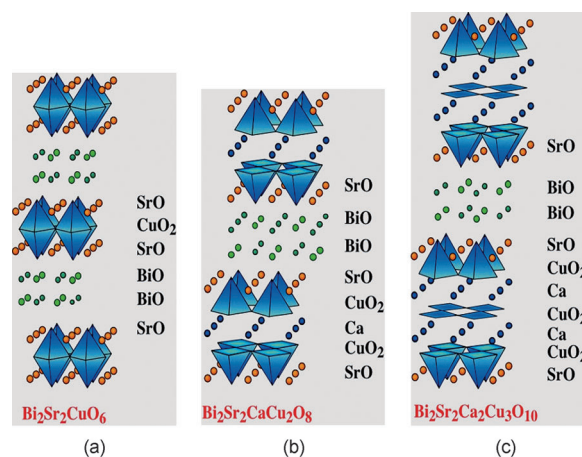 SrO
CuO₂
SrO
BiO
BiO
SrO
Bi₂Sr₂CuO₆
(a)
SrO
BiO
BiO
SrO
CuO₂
Ca
CuO₂
SrO
Bi₂Sr₂CaCu₂O₈
(b)
SrO
BiO
BiO
SrO
CuO₂
Ca
CuO₂
Ca
CuO₂
SrO
Bi₂Sr₂Ca₂Cu₃O₁₀
(c)